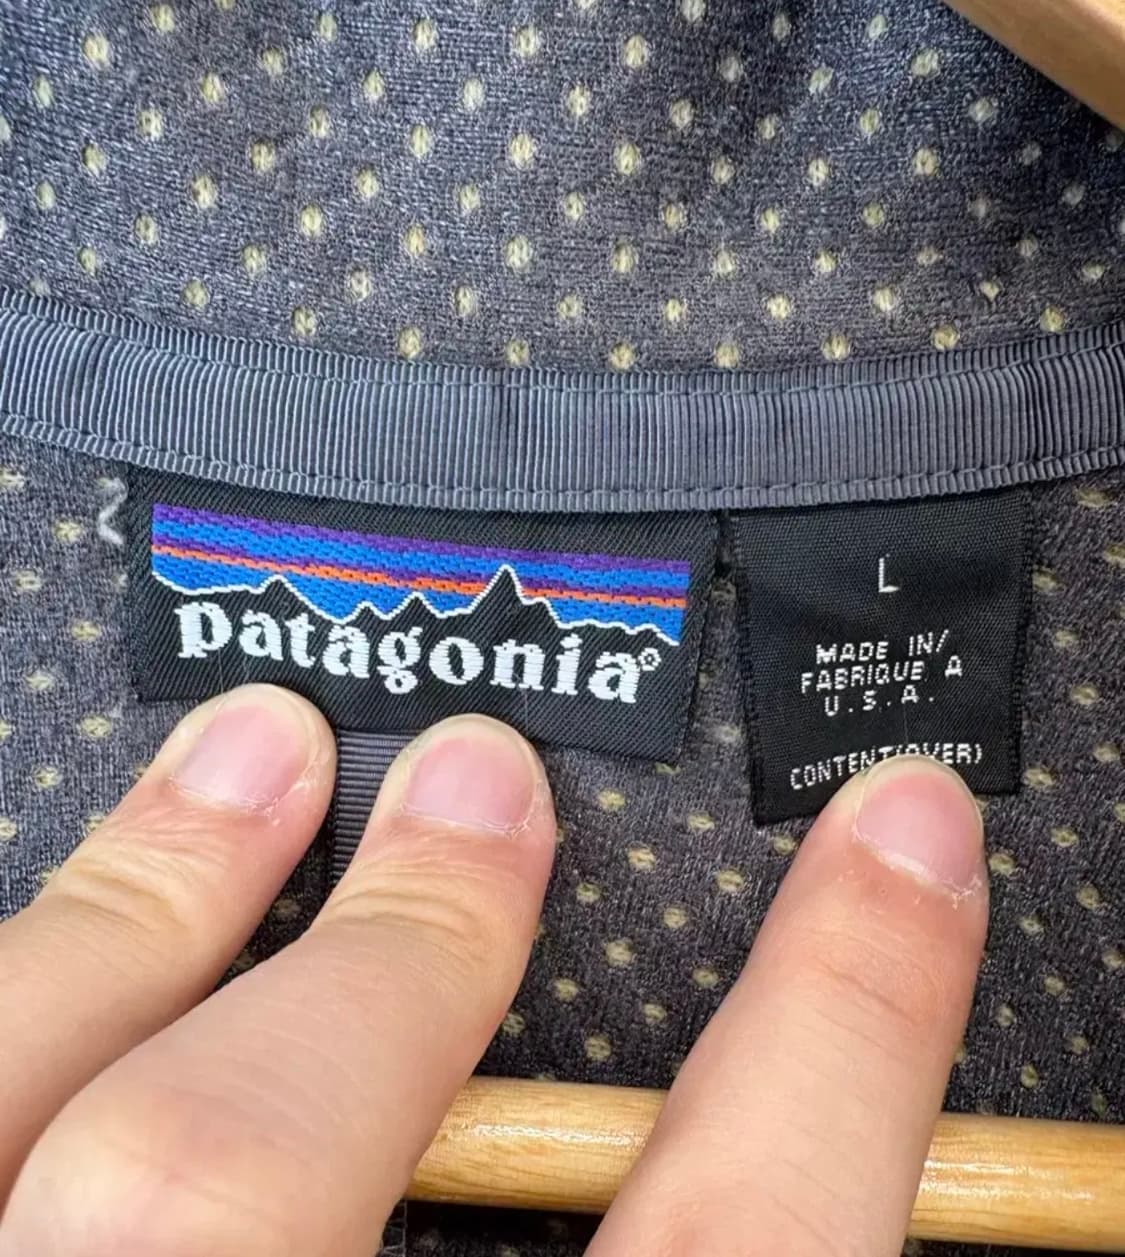 patagonia®
L
MADE IN/
FABRIQUE A
U.S.A.
CONTENT(OVER)